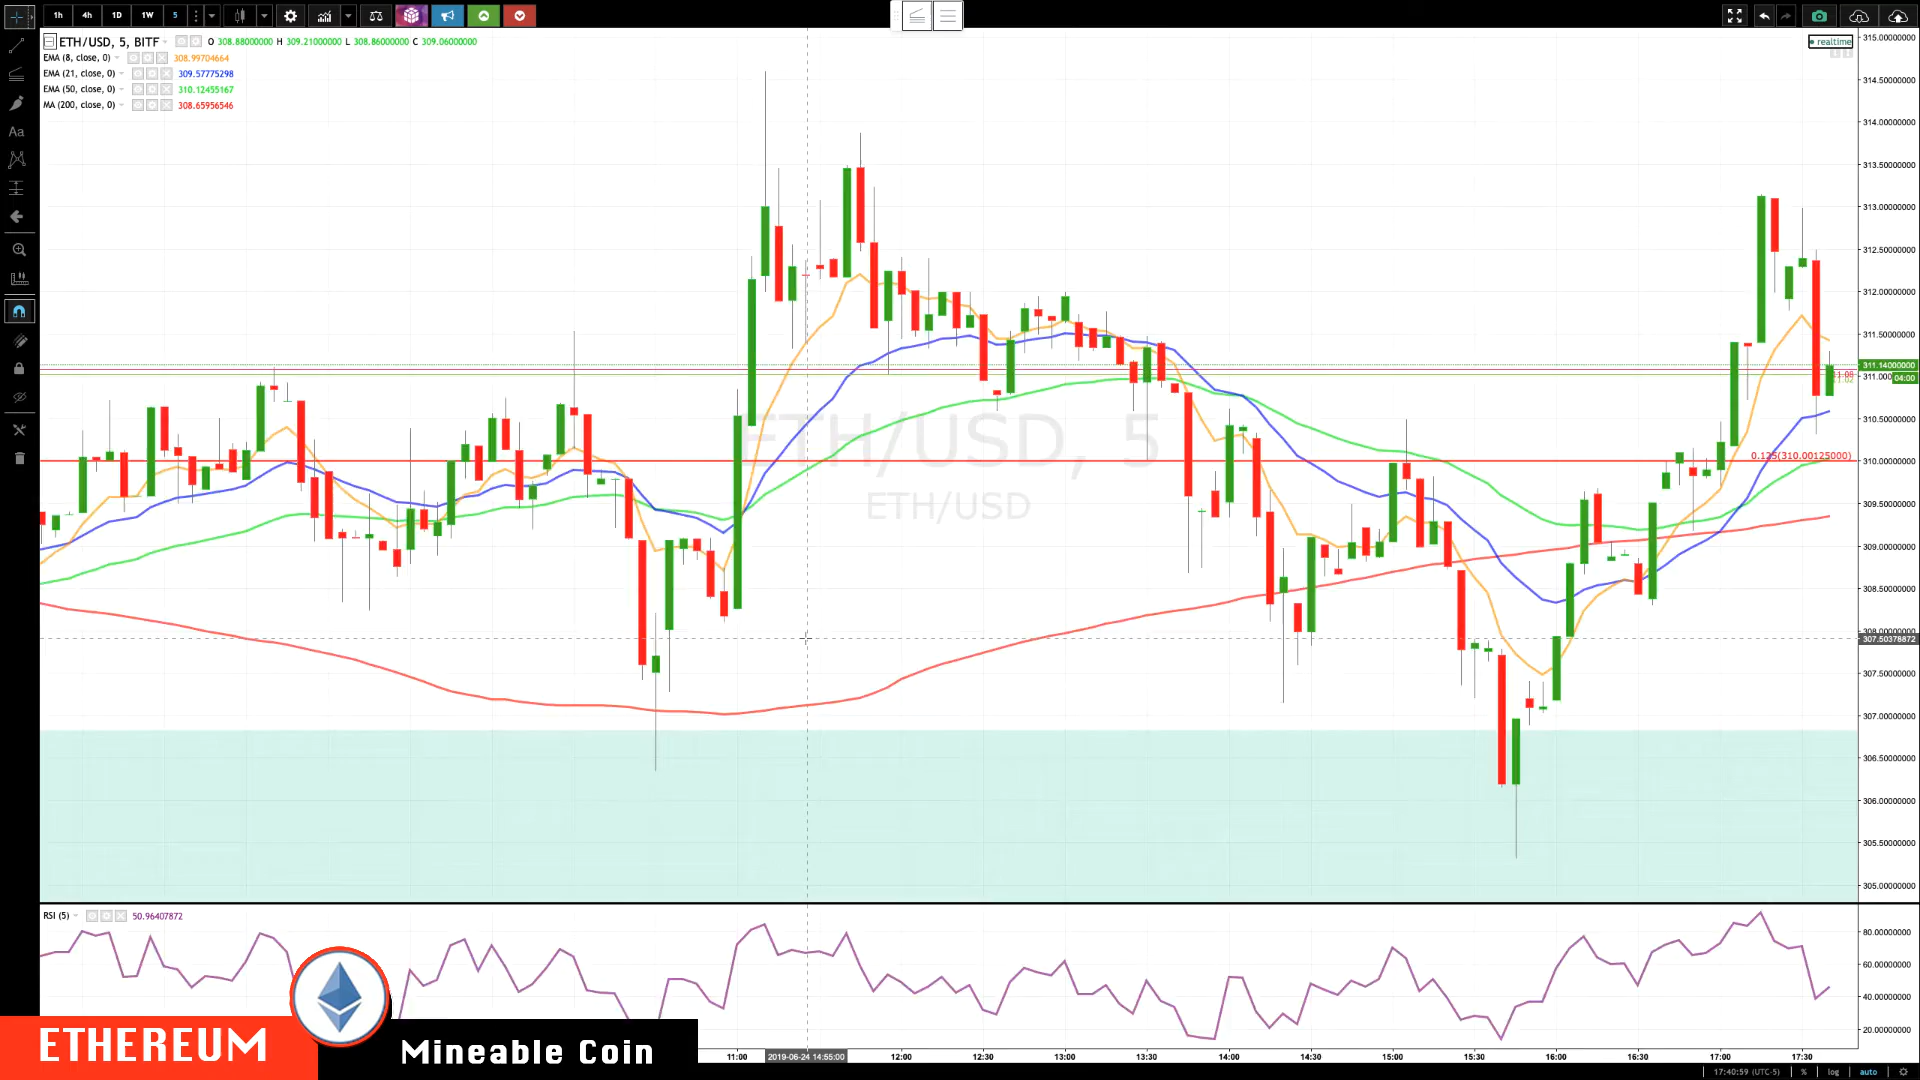 1h 4h 1D 1W 5
ETH/USD, 5, BITF O 308.88000000 H 309.21000000 L 308.86000000 C 309.06000000
realtime
EMA (8, close, 0) 308.99704664
EMA (21, close, 0) 309.57775298
EMA (50, close, 0) 310.12455167
MA (200, close, 0) 308.65956546
Aa
315.00000000
314.50000000
314.00000000
313.50000000
313.00000000
312.50000000
312.00000000
311.50000000
311.14000000
311.000
04:00
310.50000000
ETH/USD, 5
ETH/USD
0.125(310.00125000)
310.00000000
309.50000000
309.00000000
308.50000000
307.50378872
307.50000000
307.00000000
306.50000000
306.00000000
305.50000000
305.00000000
RSI (5) 50.96407872
80.00000000
60.00000000
40.00000000
20.00000000
ETHEREUM
Mineable Coin
11:00 2019-06-24 14:55:00 12:00 12:30 13:00 13:30 14:00 14:30 15:00 15:30 16:00 16:30 17:00 17:30
17:40:59 (UTC-5) % log auto